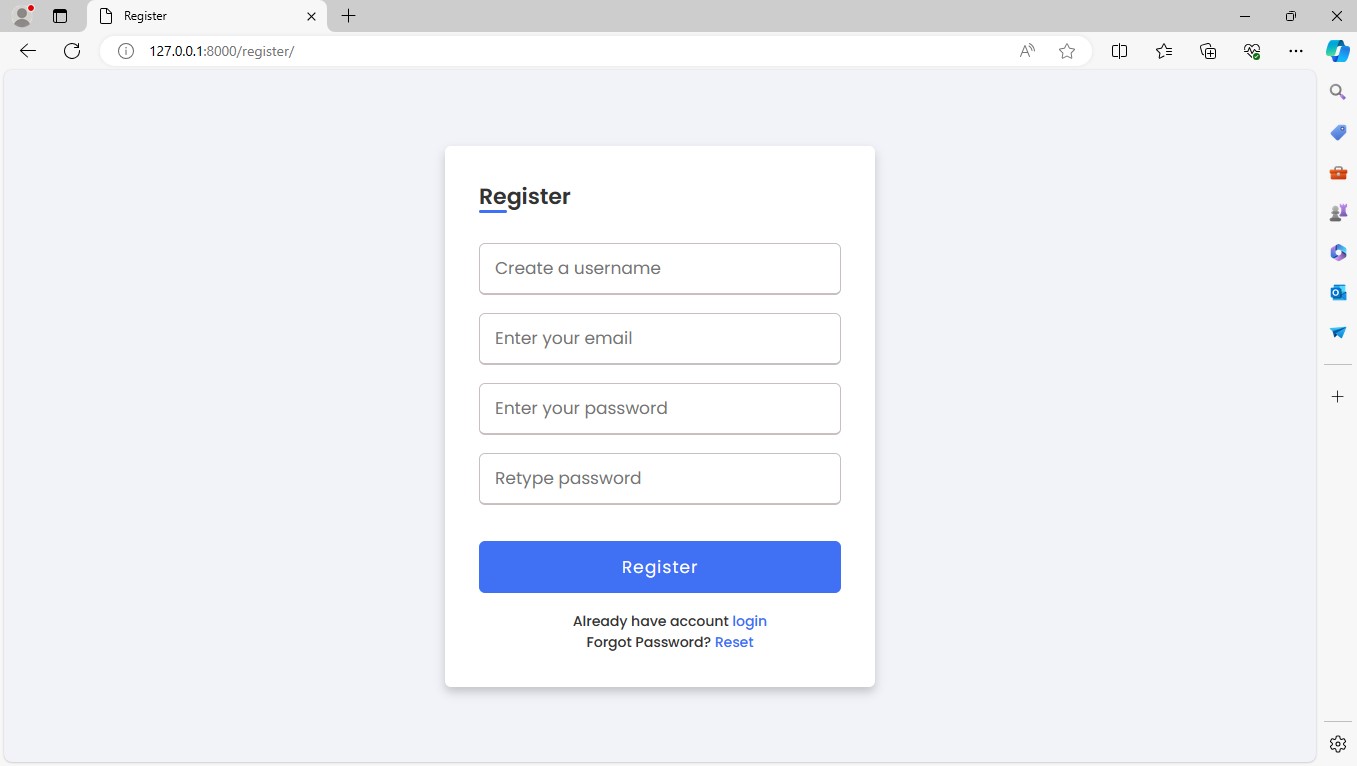 Register
127.0.0.1:8000/register/
Register
Create a username
Enter your email
Enter your password
Retype password
Register
Already have account login
Forgot Password? Reset